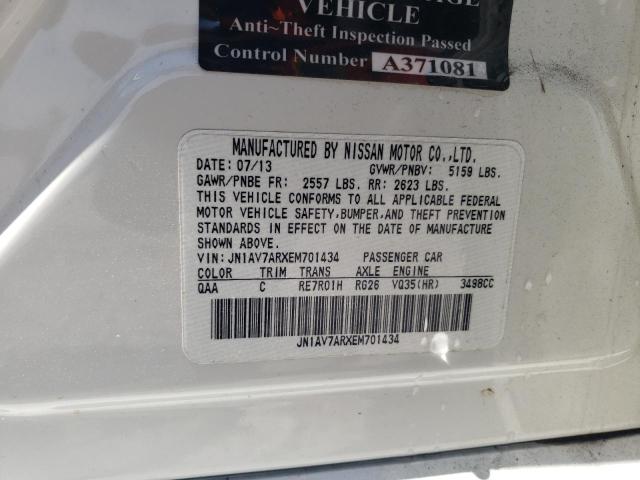 VEHICLE
Anti~Theft Inspection Passed
Control Number A371081
MANUFACTURED BY NISSAN MOTOR CO.,LTD.
DATE: 07/13 GVWR/PNBV: 5159 LBS.
GAWR/PNBE FR: 2557 LBS. RR: 2623 LBS.
THIS VEHICLE CONFORMS TO ALL APPLICABLE FEDERAL
MOTOR VEHICLE SAFETY,BUMPER,AND THEFT PREVENTION
STANDARDS IN EFFECT ON THE DATE OF MANUFACTURE
SHOWN ABOVE.
VIN: JN1AV7ARXEM701434 PASSENGER CAR
COLOR TRIM TRANS AXLE ENGINE
QAA C RE7R01H RG26 VQ35(HR) 3498CC
JN1AV7ARXEM701434